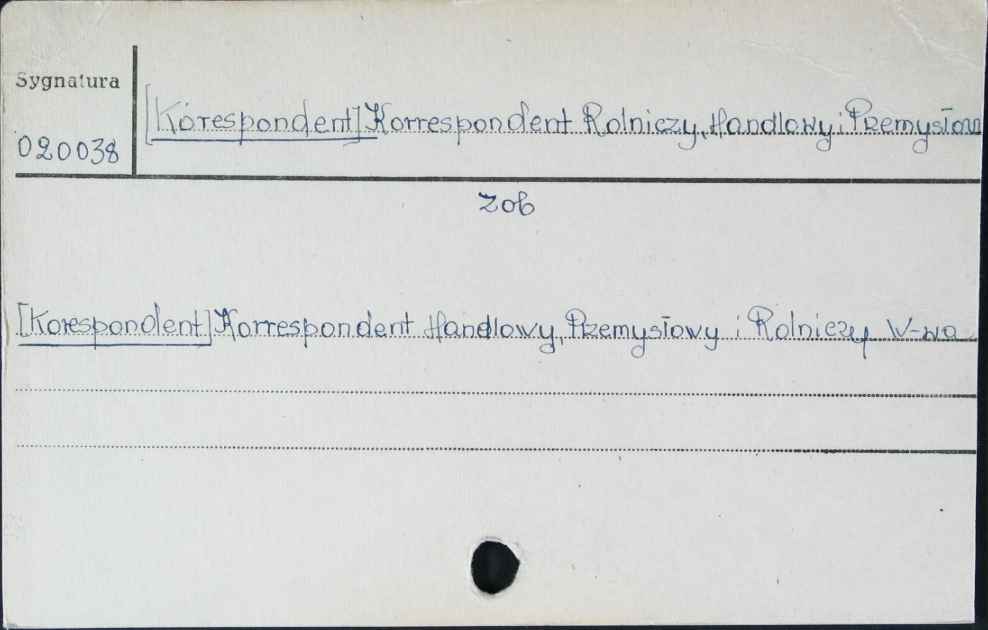 Sygnatura
[Korespondent] Korrespondent Rolniczy, Handlowy i Przemysłow
020038
zob
[Korespondent] Korrespondent Handlowy, Przemysłowy i Rolniczy W-wa